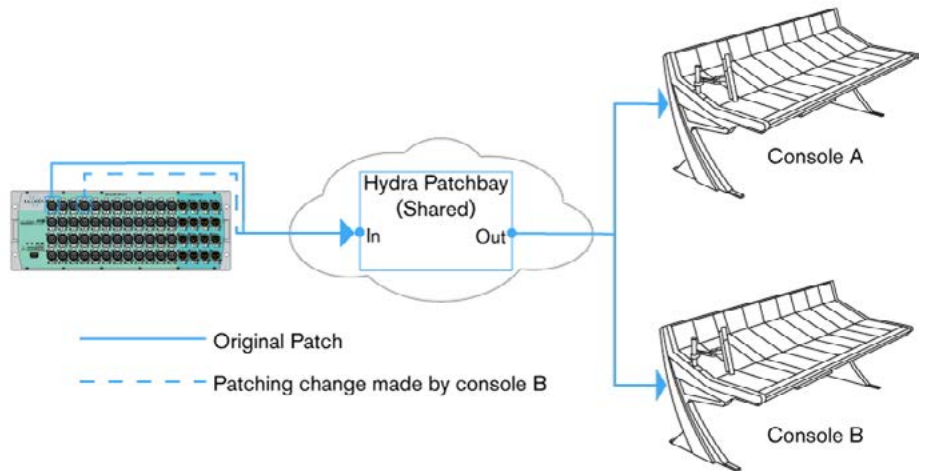 Hydra Patchbay
(Shared)
In
Out
Console A
Original Patch
Patching change made by console B
Console B